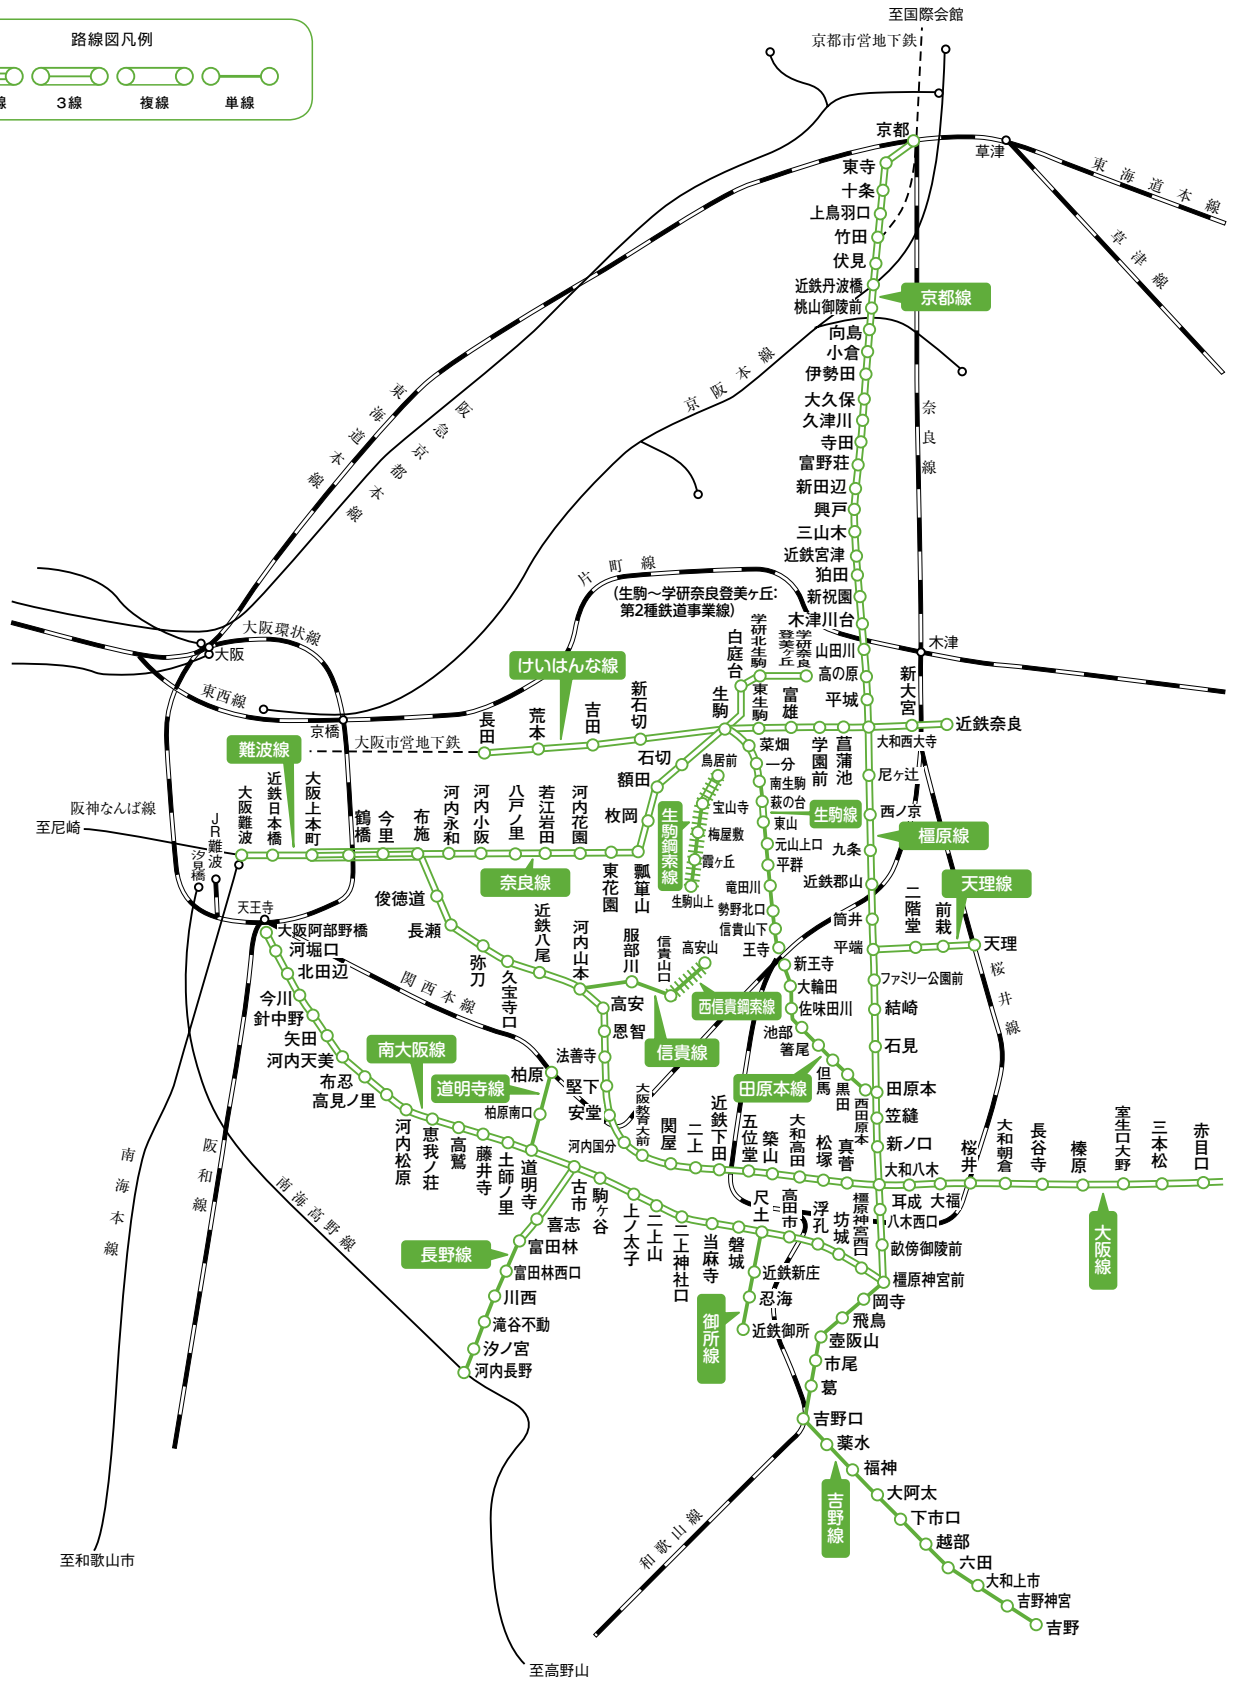 路線図凡例
線
3線
複線
単線
至国際会館
京都市営地下鉄
京都
草津
東海道本線
草津線
東寺
十条
上鳥羽口
竹田
伏見
近鉄丹波橋
桃山御陵前
京都線
向島
小倉
伊勢田
大久保
久津川
寺田
富野荘
新田辺
興戸
三山木
近鉄宮津
狛田
新祝園
木津川台
山田川
高の原
平城
奈良線
木津
京阪本線
東海道本線
阪急京都本線
片町線
(生駒〜学研奈良登美ヶ丘:
第2種鉄道事業線)
大阪環状線
大阪
東西線
京橋
けいはんな線
大阪市営地下鉄
長田
荒本
吉田
新石切
生駒
白庭台
学研北生駒
学研奈良登美ヶ丘
東生駒
富雄
学園前
菖蒲池
大和西大寺
新大宮
近鉄奈良
難波線
阪神なんば線
至尼崎
大阪難波
近鉄日本橋
大阪上本町
鶴橋
今里
布施
河内永和
河内小阪
八戸ノ里
若江岩田
河内花園
東花園
瓢箪山
枚岡
額田
石切
奈良線
JR難波
汐見橋
天王寺
生駒鋼索線
鳥居前
宝山寺
梅屋敷
霞ヶ丘
生駒山上
菜畑
一分
南生駒
萩の台
東山
元山上口
平群
竜田川
勢野北口
信貴山下
王寺
生駒線
尼ヶ辻
西ノ京
九条
近鉄郡山
筒井
平端
ファミリー公園前
結崎
石見
田原本
笠縫
新ノ口
大和八木
八木西口
畝傍御陵前
橿原神宮西口
橿原神宮前
橿原線
天理線
二階堂
前栽
天理
桜井線
新王寺
大輪田
佐味田川
池部
箸尾
但馬
黒田
西田原本
田原本線
俊徳道
長瀬
弥刀
久宝寺口
近鉄八尾
河内山本
服部川
信貴山口
高安山
西信貴鋼索線
信貴線
高安
恩智
法善寺
堅下
安堂
河内国分
大阪教育大前
関屋
二上
近鉄下田
五位堂
築山
大和高田
松塚
真菅
耳成
大福
桜井
大和朝倉
長谷寺
榛原
室生口大野
三本松
赤目口
大阪線
大阪阿部野橋
河堀口
北田辺
今川
針中野
矢田
河内天美
布忍
高見ノ里
河内松原
恵我ノ荘
高鷲
藤井寺
土師ノ里
道明寺
古市
駒ヶ谷
上ノ太子
二上山
二上神社口
当麻寺
磐城
尺土
高田市
浮孔
坊城
南大阪線
関西本線
道明寺線
柏原
柏原南口
長野線
喜志
富田林
富田林西口
川西
滝谷不動
汐ノ宮
河内長野
御所線
近鉄新庄
忍海
近鉄御所
岡寺
飛鳥
壺阪山
市尾
葛
吉野口
薬水
福神
大阿太
下市口
越部
六田
大和上市
吉野神宮
吉野
吉野線
和歌山線
南海本線
阪和線
南海高野線
至和歌山市
至高野山